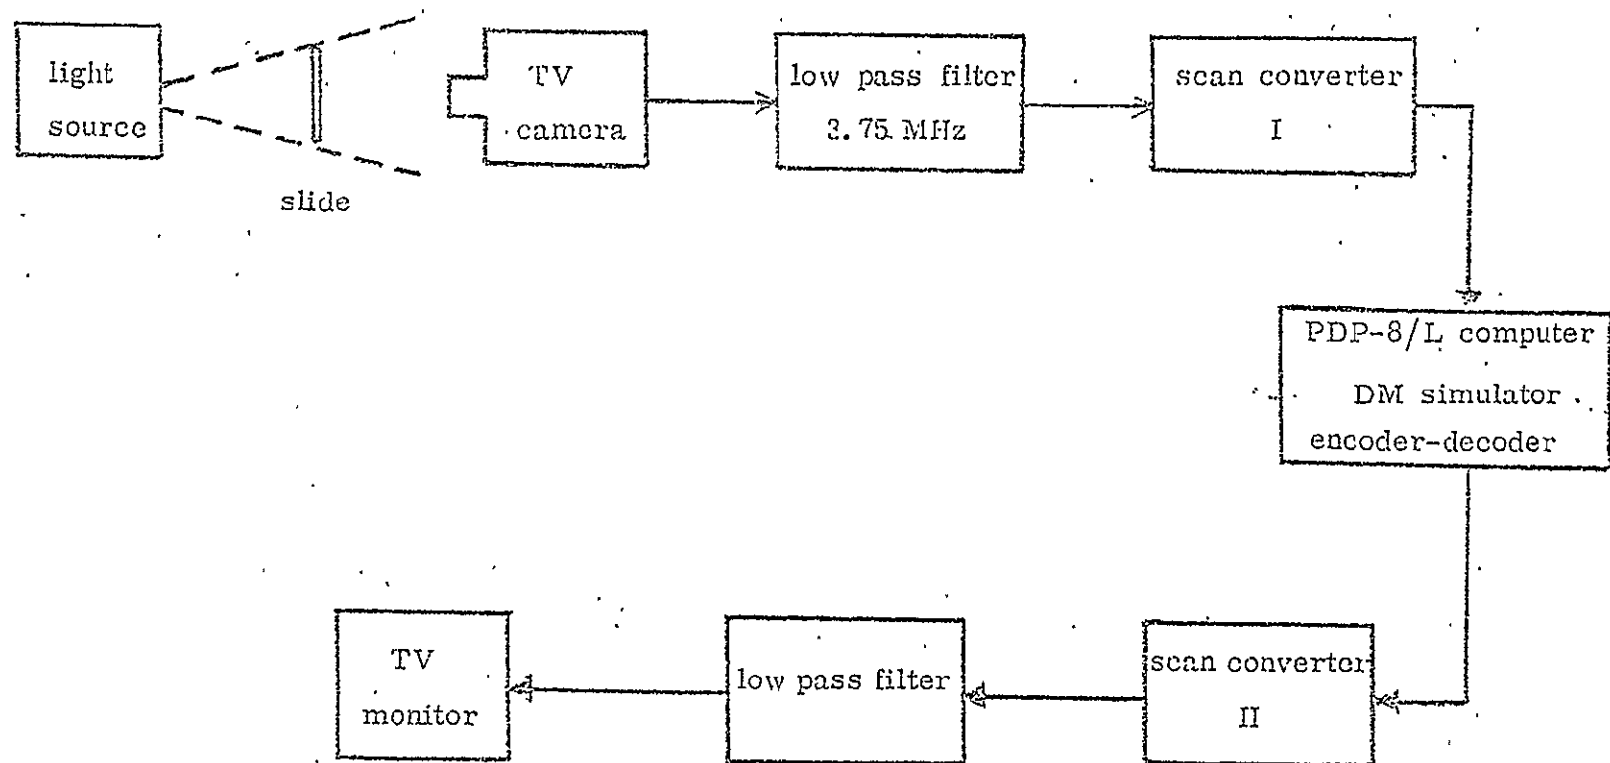 light
source
slide
TV
camera
low pass filter
3.75 MHz
scan converter
I
PDP-8/L computer
DM simulator
encoder-decoder
scan converter
II
low pass filter
TV
monitor